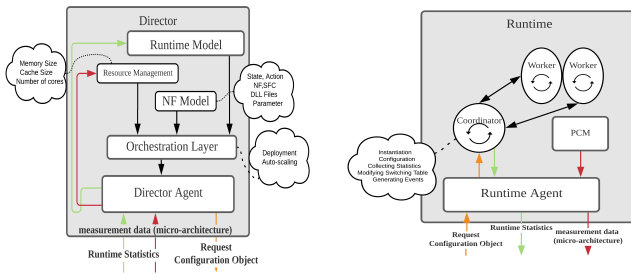 Director
Runtime Model
Memory Size
Cache Size
Number of cores
Resource Management
State, Action
NF,SFC
DLL Files
Parameter
NF Model
Orchestration Layer
Deployment
Auto-scaling
Director Agent
measurement data (micro-architecture)
Runtime Statistics
Request
Configuration Object
Runtime
Worker
Worker
Coordinator
PCM
Instantiation
Configuration
Collecting Statistics
Modifying Switching Table
Generating Events
Runtime Agent
Request
Configuration Object
Runtime Statistics
measurement data
(micro-architecture)